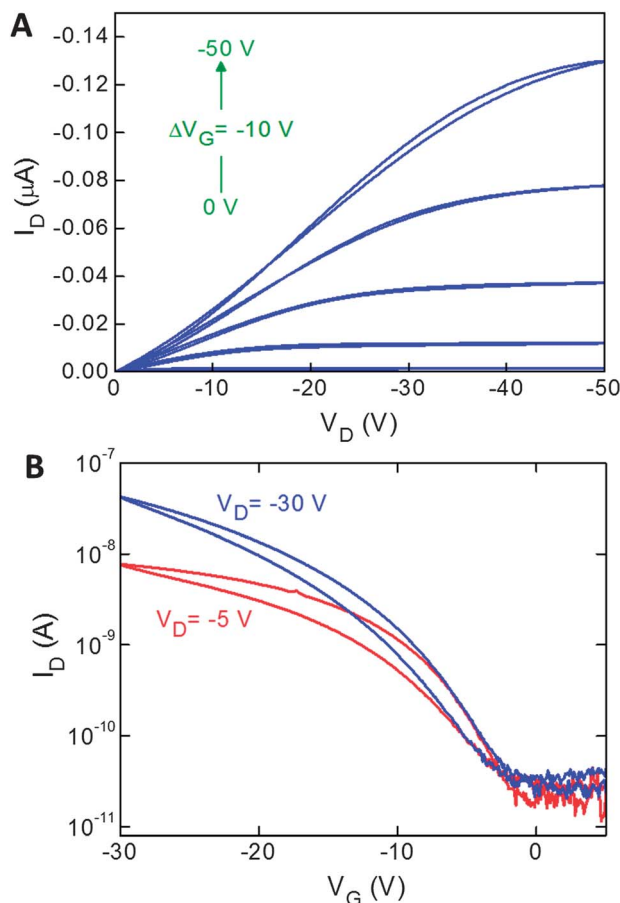 A
-0.14
-0.12
-0.10
-0.08
-0.06
-0.04
-0.02
0.00
I_D (μA)
-50 V
ΔV_G= -10 V
0 V
0 -10 -20 -30 -40 -50
V_D (V)
B
10^-7
10^-8
10^-9
10^-10
10^-11
I_D (A)
V_D= -30 V
V_D= -5 V
-30 -20 -10 0
V_G (V)